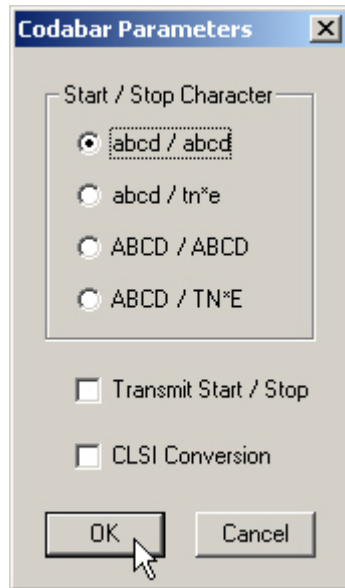 Codabar Parameters
Start / Stop Character
abcd / abcd
abcd / tn*e
ABCD / ABCD
ABCD / TN*E
Transmit Start / Stop
CLSI Conversion
OK Cancel